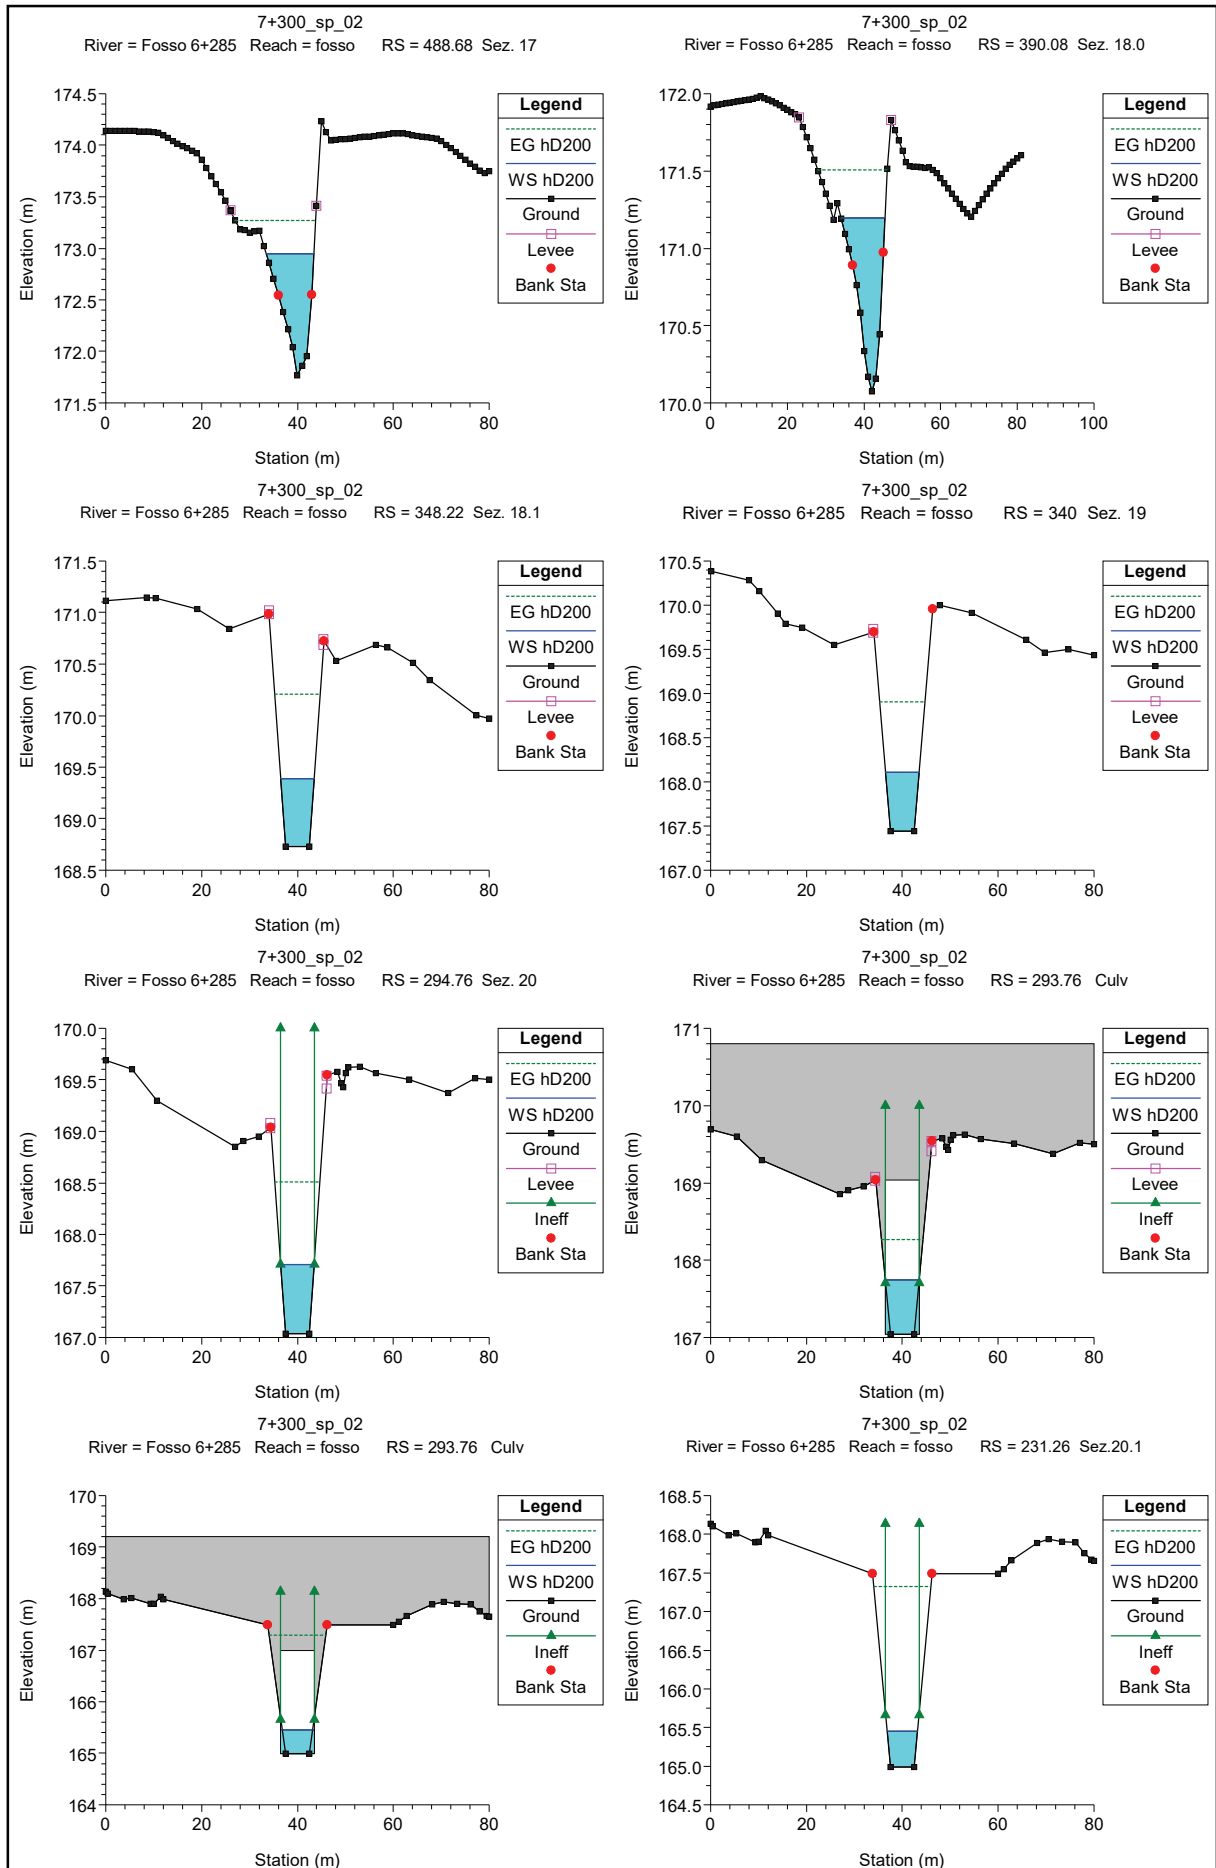 7+300_sp_02
River = Fosso 6+285 Reach = fosso RS = 488.68 Sez. 17
174.5
174.0
173.5
173.0
172.5
172.0
171.5
0
20
40
60
80
Elevation (m)
Station (m)
Legend
EG hD200
WS hD200
Ground
Levee
Bank Sta
7+300_sp_02
River = Fosso 6+285 Reach = fosso RS = 390.08 Sez. 18.0
172.0
171.5
171.0
170.5
170.0
0
20
40
60
80
100
Elevation (m)
Station (m)
Legend
EG hD200
WS hD200
Ground
Levee
Bank Sta
7+300_sp_02
River = Fosso 6+285 Reach = fosso RS = 348.22 Sez. 18.1
171.5
171.0
170.5
170.0
169.5
169.0
168.5
0
20
40
60
80
Elevation (m)
Station (m)
Legend
EG hD200
WS hD200
Ground
Levee
Bank Sta
7+300_sp_02
River = Fosso 6+285 Reach = fosso RS = 340 Sez. 19
170.5
170.0
169.5
169.0
168.5
168.0
167.5
167.0
0
20
40
60
80
Elevation (m)
Station (m)
Legend
EG hD200
WS hD200
Ground
Levee
Bank Sta
7+300_sp_02
River = Fosso 6+285 Reach = fosso RS = 294.76 Sez. 20
170.0
169.5
169.0
168.5
168.0
167.5
167.0
0
20
40
60
80
Elevation (m)
Station (m)
Legend
EG hD200
WS hD200
Ground
Levee
Ineff
Bank Sta
7+300_sp_02
River = Fosso 6+285 Reach = fosso RS = 293.76 Culv
171
170
169
168
167
0
20
40
60
80
Elevation (m)
Station (m)
Legend
EG hD200
WS hD200
Ground
Levee
Ineff
Bank Sta
7+300_sp_02
River = Fosso 6+285 Reach = fosso RS = 293.76 Culv
170
169
168
167
166
165
164
0
20
40
60
80
Elevation (m)
Station (m)
Legend
EG hD200
WS hD200
Ground
Ineff
Bank Sta
7+300_sp_02
River = Fosso 6+285 Reach = fosso RS = 231.26 Sez.20.1
168.5
168.0
167.5
167.0
166.5
166.0
165.5
165.0
164.5
0
20
40
60
80
Elevation (m)
Station (m)
Legend
EG hD200
WS hD200
Ground
Ineff
Bank Sta